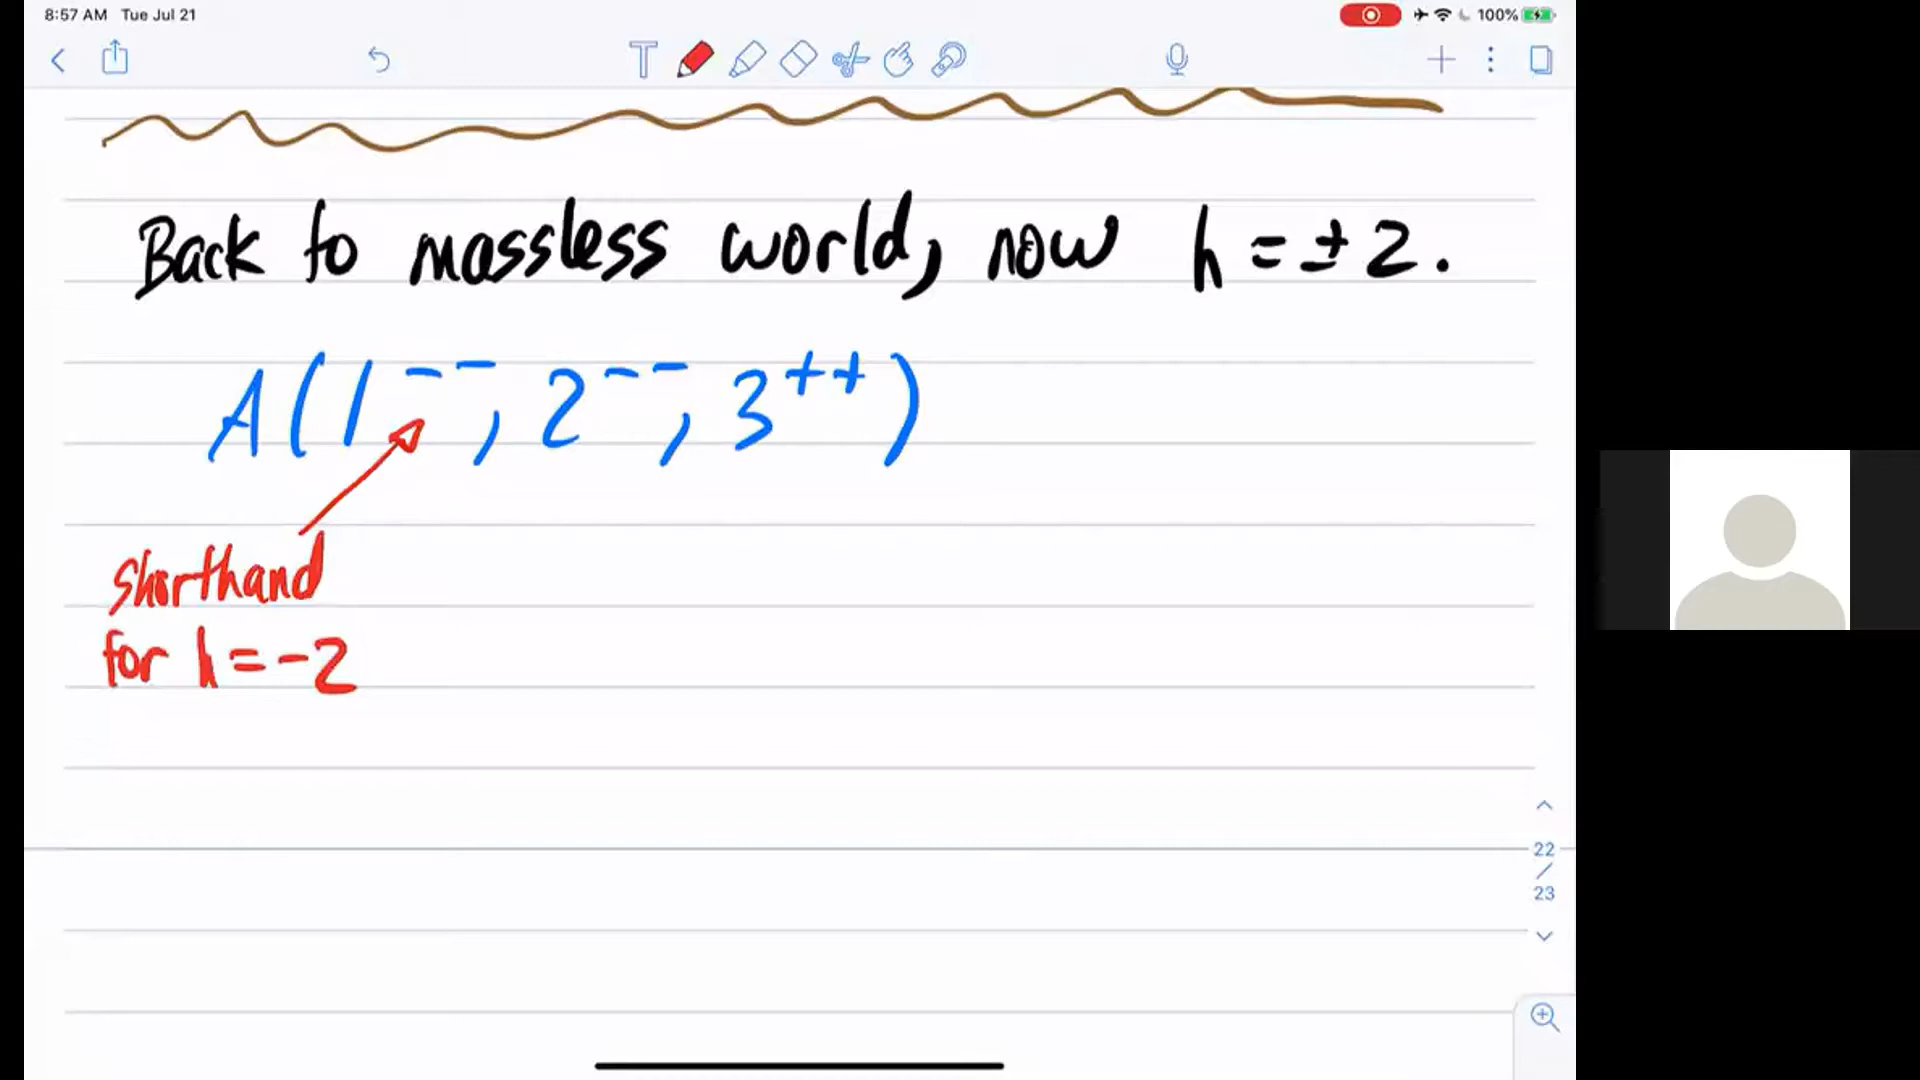 8:57 AM Tue Jul 21
100%
T
Back to massless world, now h = ± 2.
A(1⁻⁻, 2⁻⁻, 3⁺⁺)
shorthand
for h = -2
22
/
23